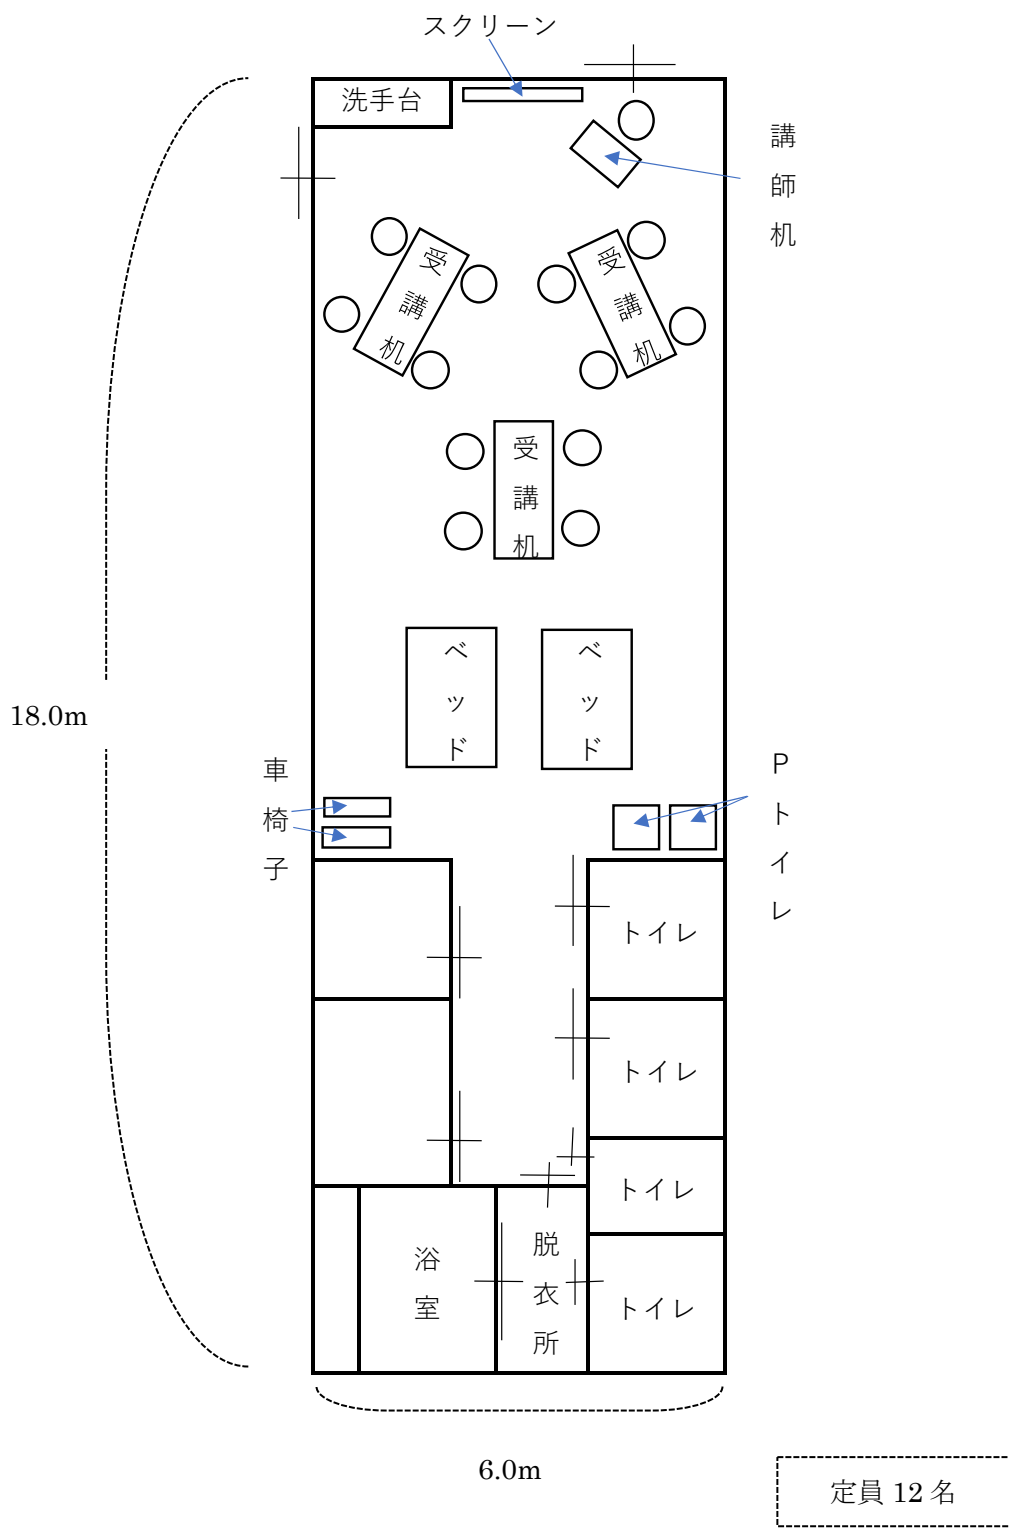 スクリーン
洗手台
講師机
受講机
受講机
受講机
ベッド
ベッド
18.0m
車椅子
Pトイレ
トイレ
トイレ
トイレ
浴室
脱衣所
トイレ
6.0m
定員 12 名